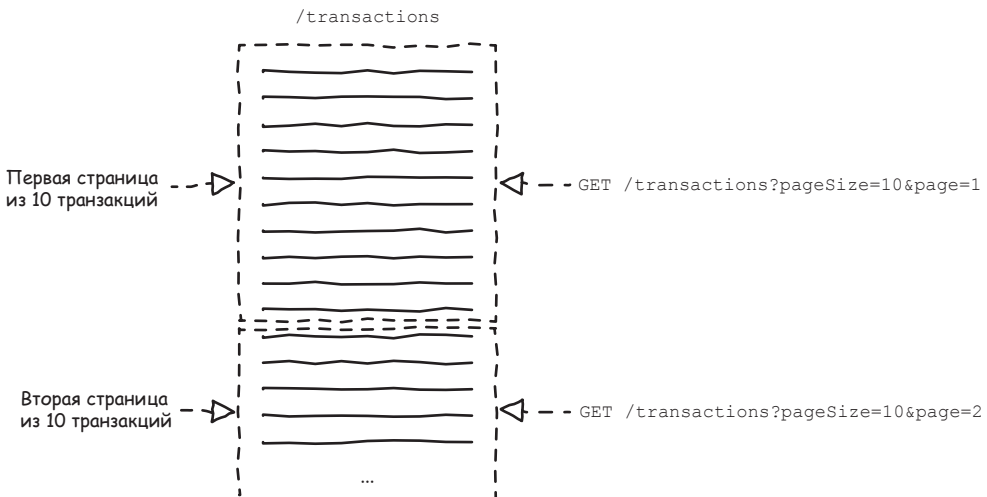 /transactions
Первая страница
из 10 транзакций
GET /transactions?pageSize=10&page=1
Вторая страница
из 10 транзакций
GET /transactions?pageSize=10&page=2
...